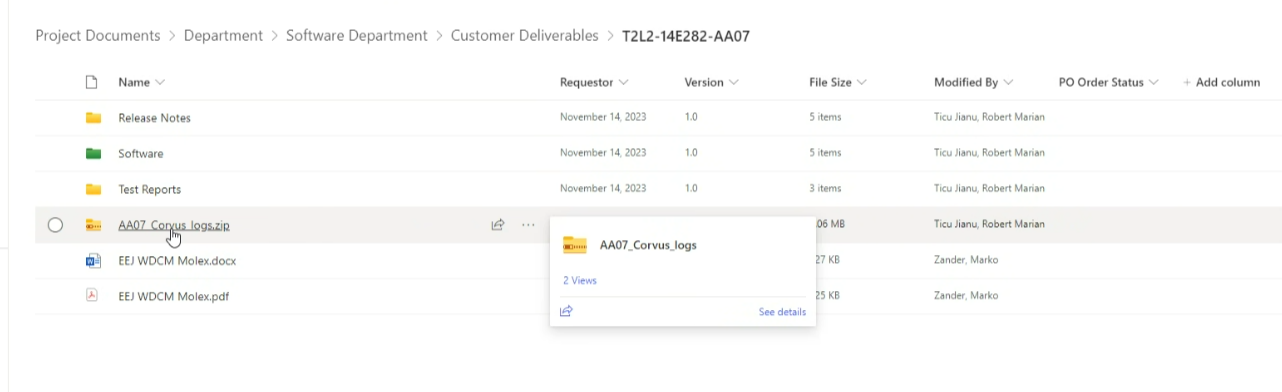 Project Documents > Department > Software Department > Customer Deliverables > T2L2-14E282-AA07
Name Requestor Version File Size Modified By PO Order Status + Add column
Release Notes November 14, 2023 1.0 5 items Ticu Jianu, Robert Marian
Software November 14, 2023 1.0 5 items Ticu Jianu, Robert Marian
Test Reports November 14, 2023 1.0 3 items Ticu Jianu, Robert Marian
AA07_Corvus_logs.zip ... .06 MB Ticu Jianu, Robert Marian
AA07_Corvus_logs
EEJ WDCM Molex.docx 27 KB Zander, Marko
2 Views
EEJ WDCM Molex.pdf 25 KB Zander, Marko
See details